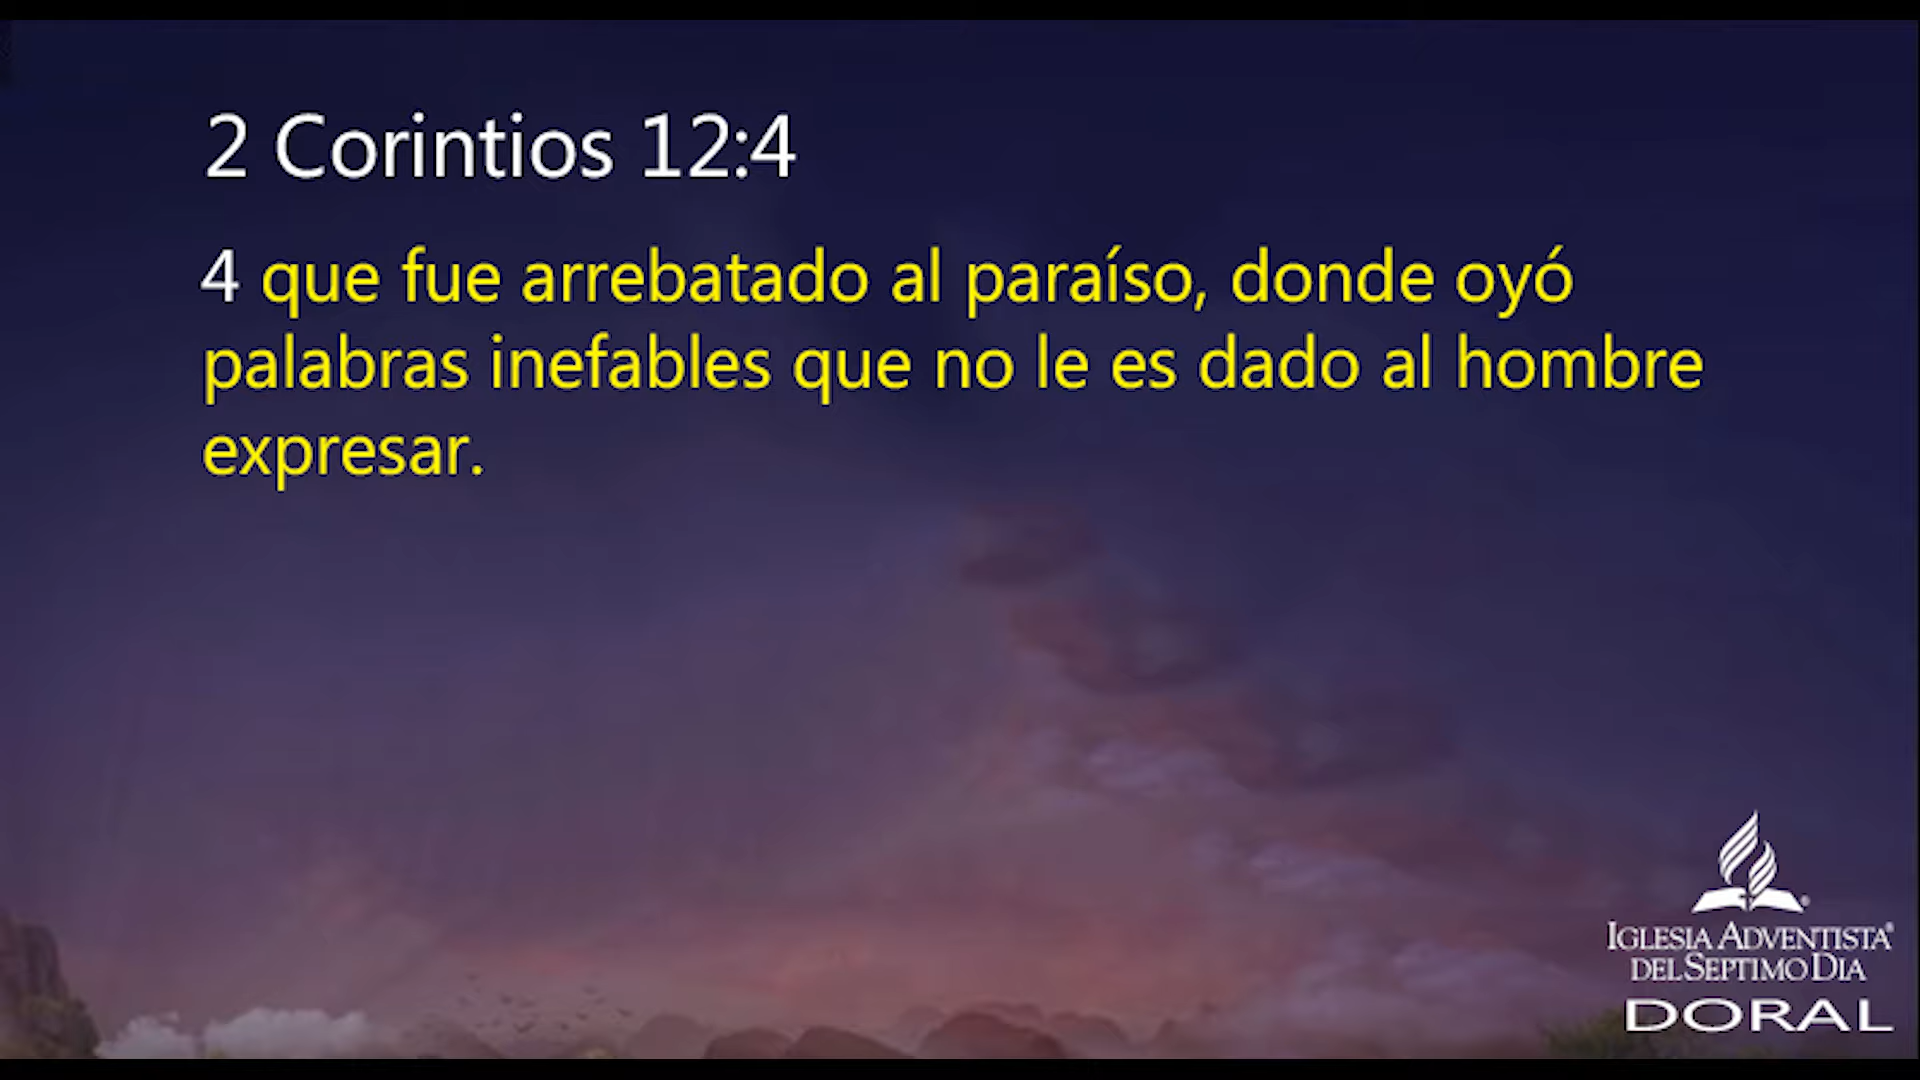 2 Corintios 12:4
4 que fue arrebatado al paraíso, donde oyó
palabras inefables que no le es dado al hombre
expresar.
IGLESIA ADVENTISTA®
DEL SEPTIMO DIA
DORAL